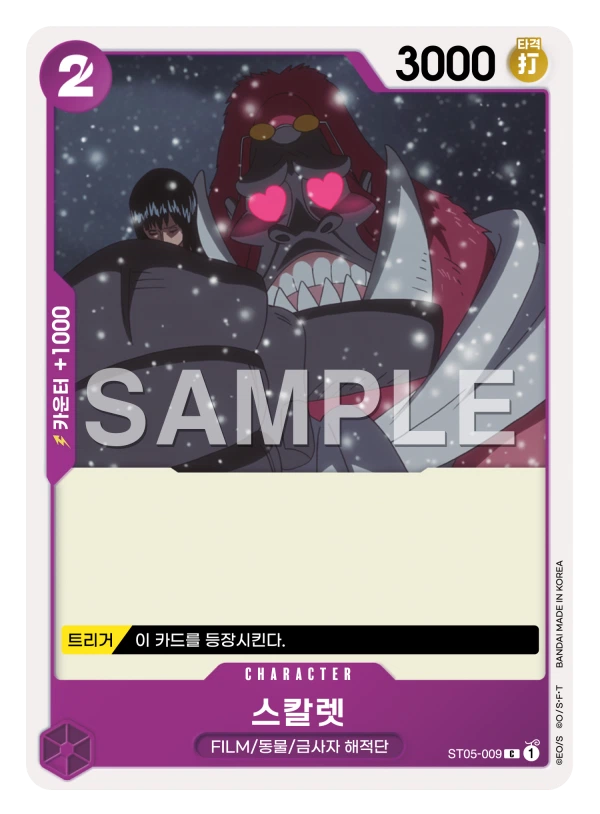 2
3000
타격
打
카운터 +1000
SAMPLE
트리거 이 카드를 등장시킨다.
CHARACTER
스칼렛
FILM/동물/금사자 해적단
ST05-009 C 1
©EO/S ©O/S·F·T BANDAI MADE IN KOREA